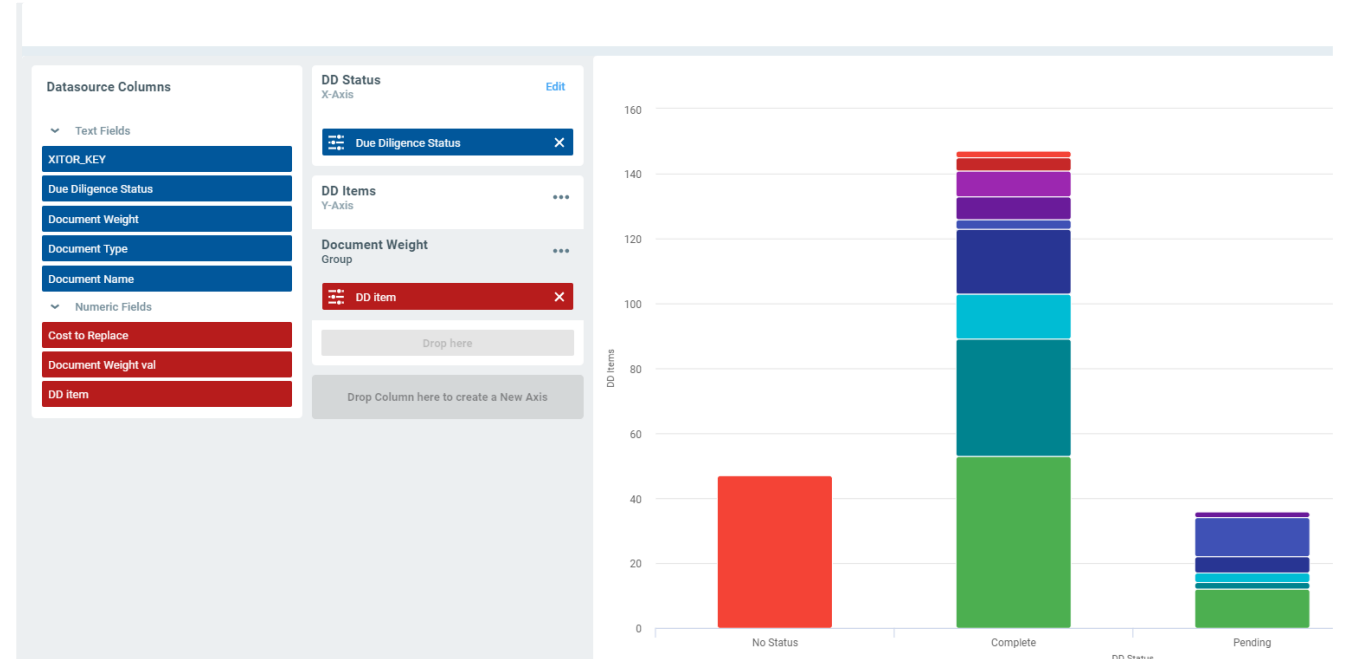 Datasource Columns
Text Fields
XITOR_KEY
Due Diligence Status
Document Weight
Document Type
Document Name
Numeric Fields
Cost to Replace
Document Weight val
DD item
DD Status
Edit
X-Axis
Due Diligence Status
DD Items
Y-Axis
Document Weight
Group
DD item
Drop here
Drop Column here to create a New Axis
160
140
120
100
80
60
40
20
0
DD Items
No Status
Complete
Pending
DD Status